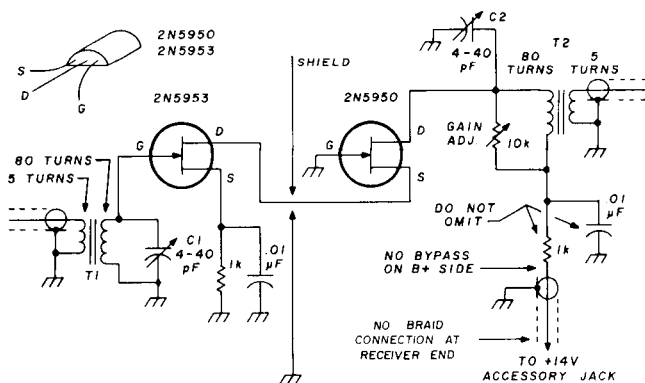 2N5950
2N5953
S
D
G
2N5953
G
D
S
80 TURNS
5 TURNS
T1
C1
4-40
pF
1k
.01
µF
SHIELD
2N5950
G
D
S
C2
4-40
pF
T2
80
TURNS
5
TURNS
GAIN
ADJ.
10k
DO NOT
OMIT
.01
µF
1k
NO BYPASS
ON B+ SIDE
NO BRAID
CONNECTION AT
RECEIVER END
TO +14V
ACCESSORY JACK